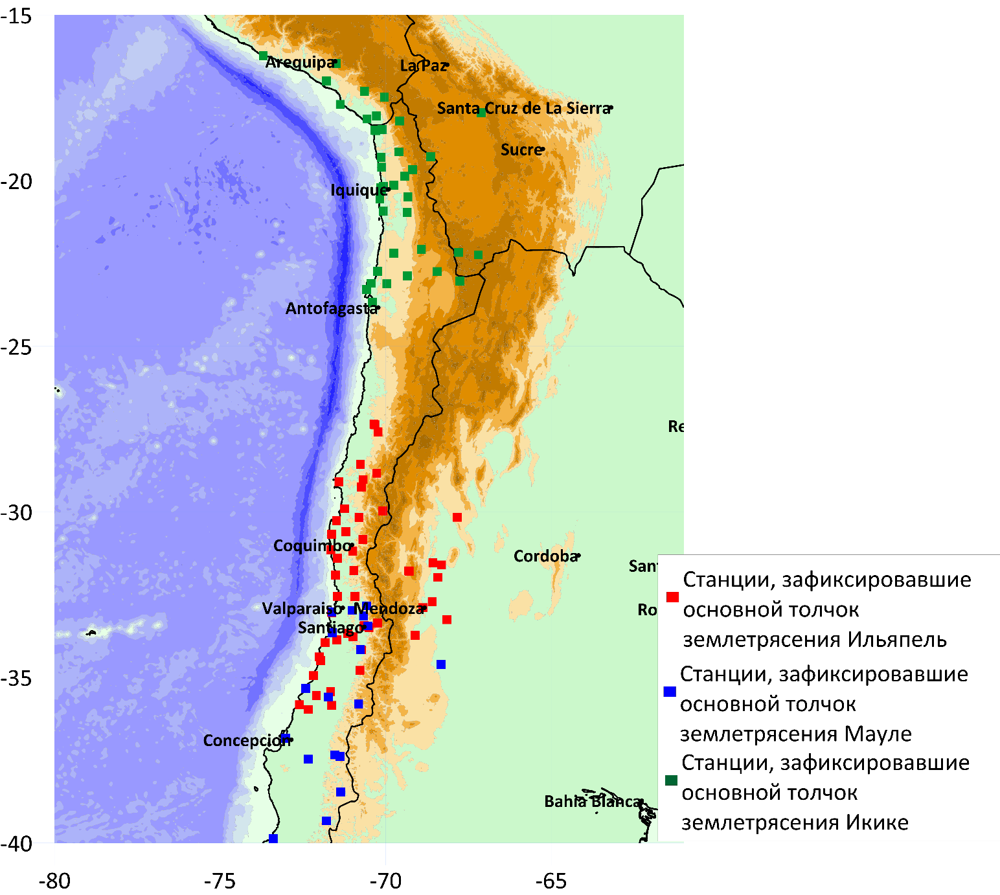 -15
Arequipa
La Paz
Santa Cruz de La Sierra
Sucre
-20
Iquique
Antofagasta
-25
Re
-30
Coquimbo
Cordoba
Sant
Valparaiso
Mendoza
Ro
Santiago
-35
Concepcion
Bahia Blanca
-40
-80
-75
-70
-65
Станции, зафиксировавшие
основной толчок
землетрясения Ильяпель
Станции, зафиксировавшие
основной толчок
землетрясения Мауле
Станции, зафиксировавшие
основной толчок
землетрясения Икике